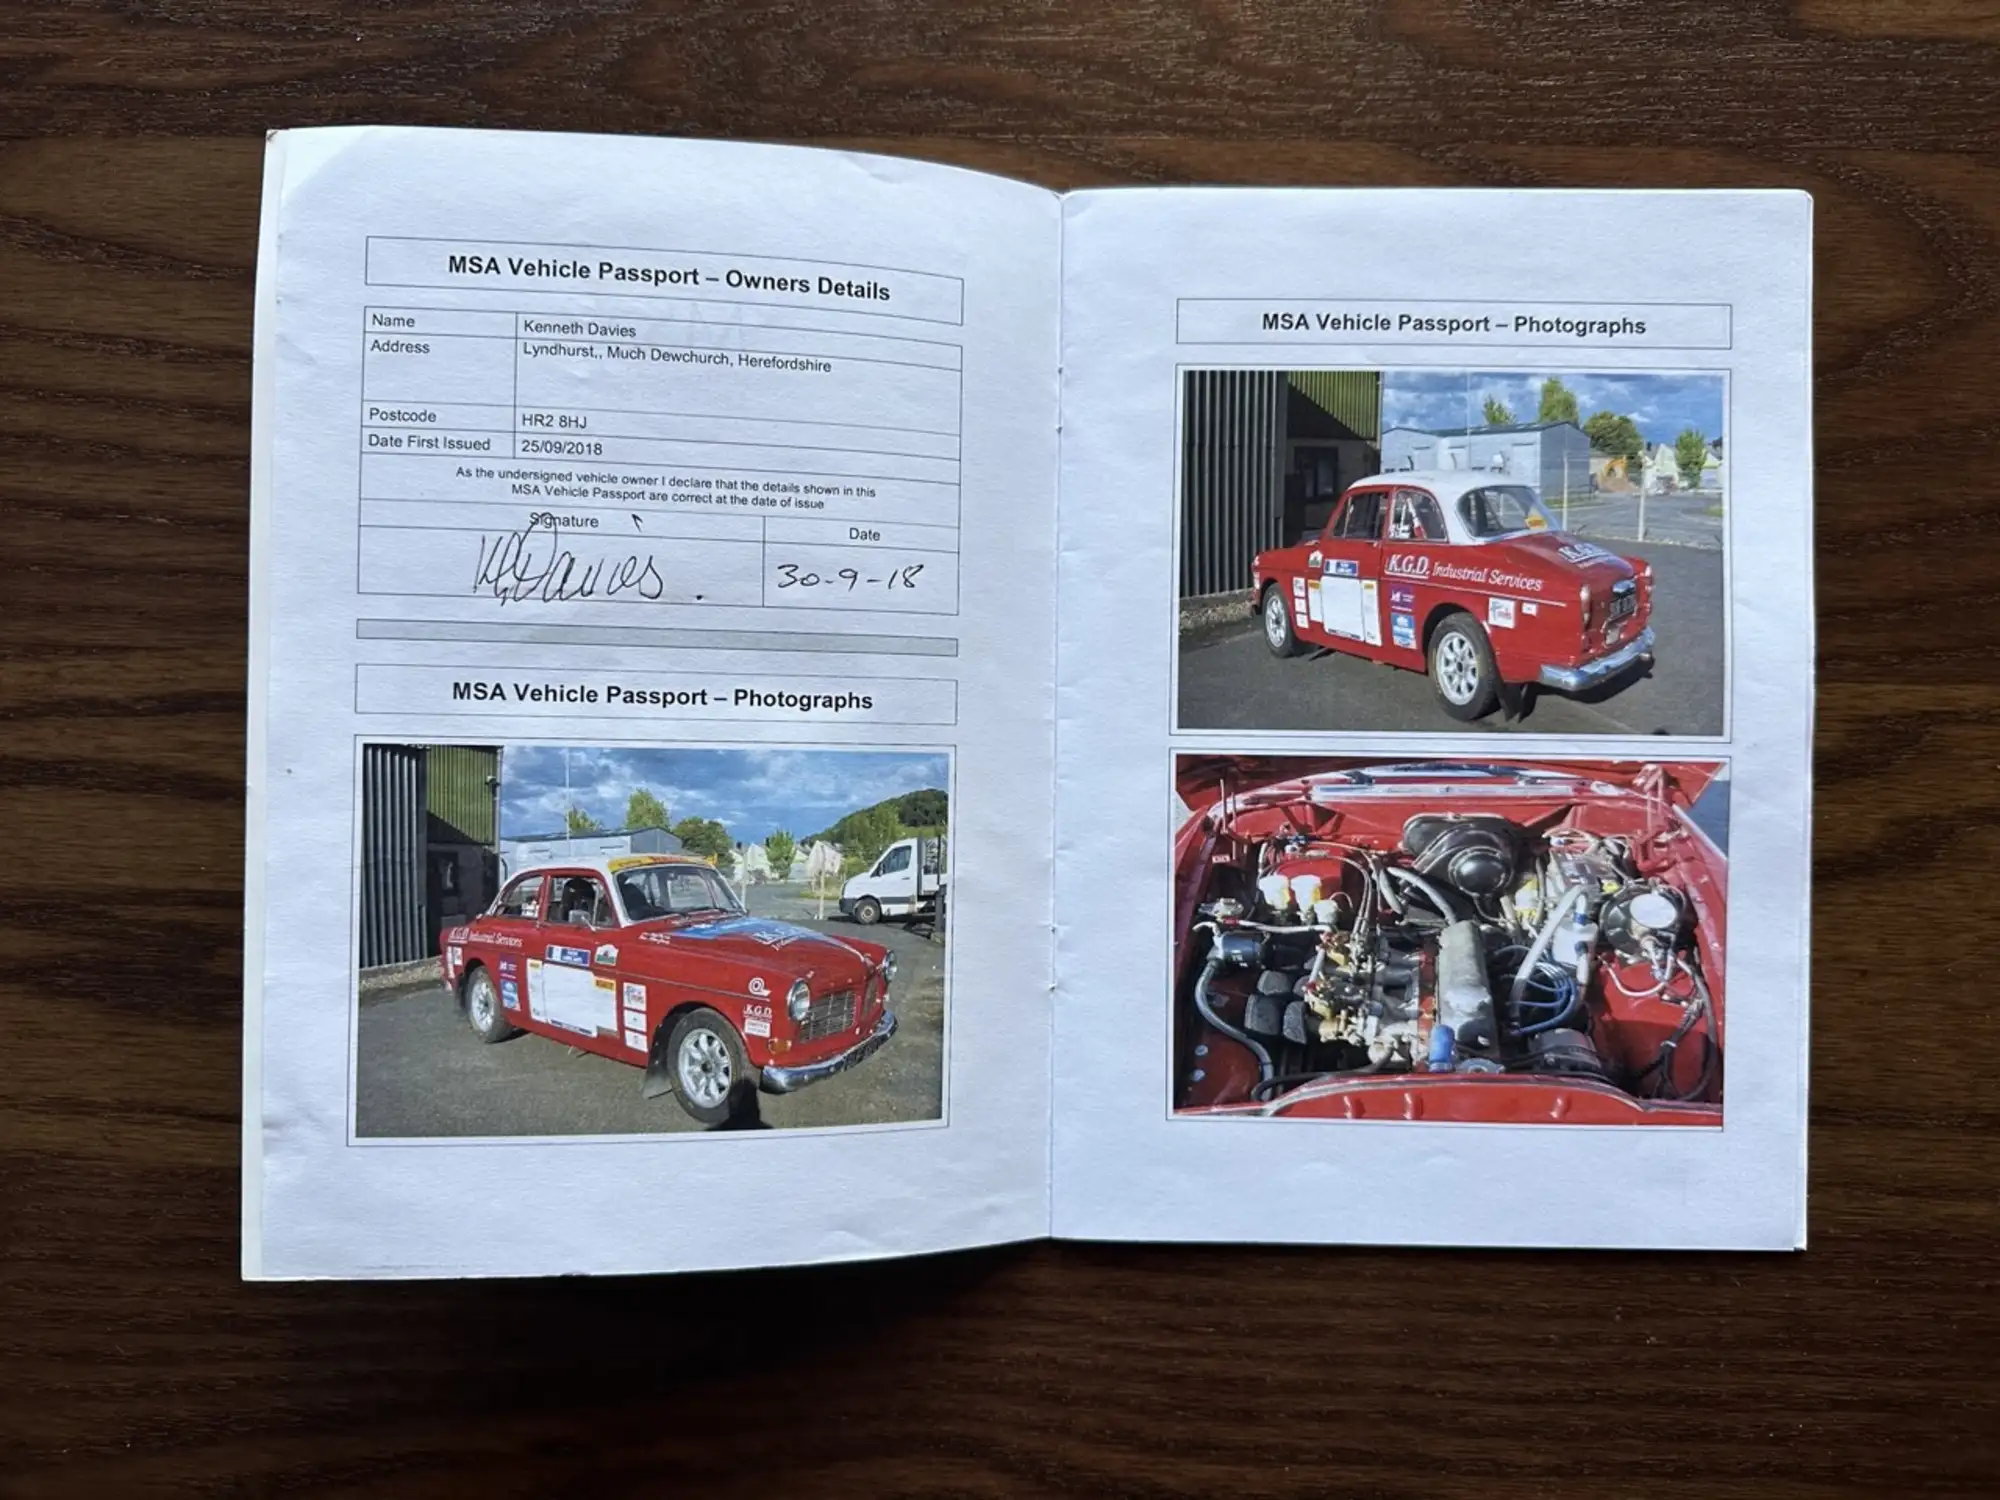 MSA Vehicle Passport – Owners Details
Name Kenneth Davies
Address Lyndhurst,, Much Dewchurch, Herefordshire
Postcode HR2 8HJ
Date First Issued 25/09/2018
As the undersigned vehicle owner I declare that the details shown in this
MSA Vehicle Passport are correct at the date of issue
Signature Date
Davies 30-9-18
MSA Vehicle Passport – Photographs
K.G.D. Industrial Services
K.G.D.
K.G.D.
MSA Vehicle Passport – Photographs
K.G.D. Industrial Services
K.G.D.